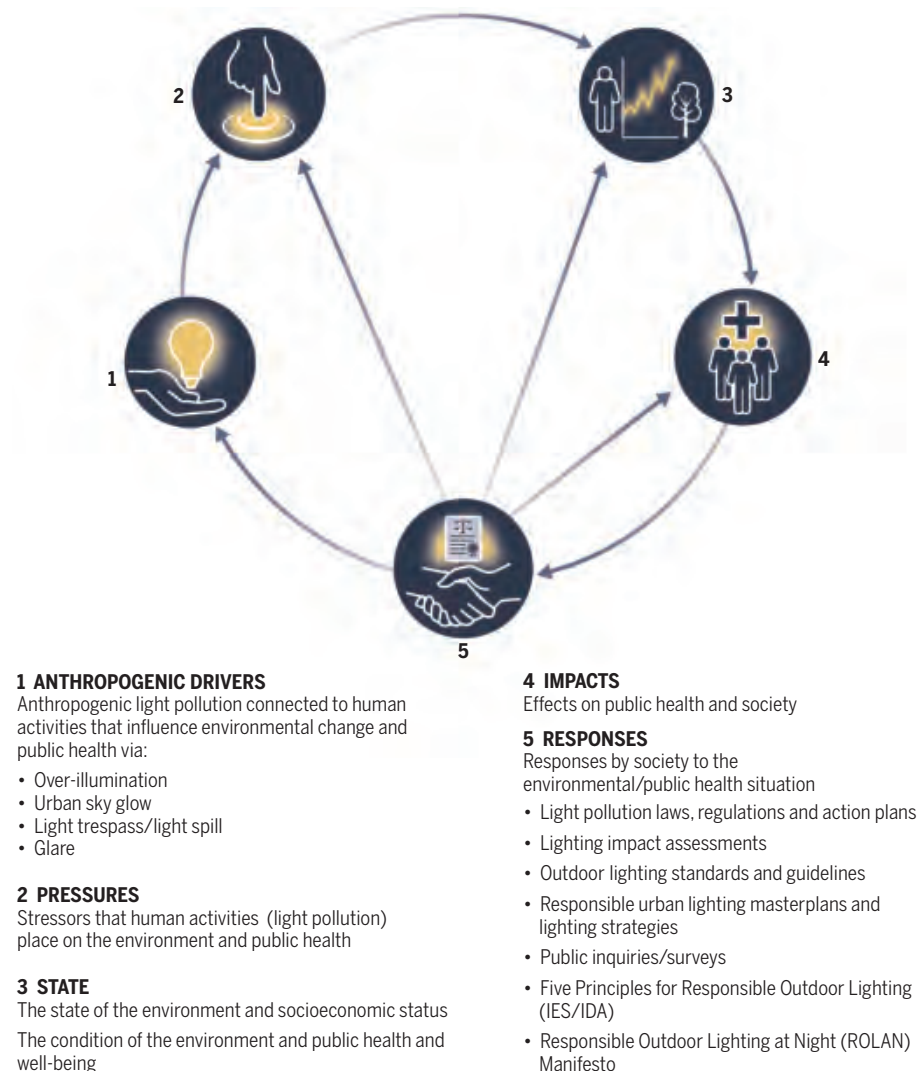 2
3
1
4
5
1 ANTHROPOGENIC DRIVERS
Anthropogenic light pollution connected to human
activities that influence environmental change and
public health via:
• Over-illumination
• Urban sky glow
• Light trespass/light spill
• Glare
2 PRESSURES
Stressors that human activities (light pollution)
place on the environment and public health
3 STATE
The state of the environment and socioeconomic status
The condition of the environment and public health and
well-being
4 IMPACTS
Effects on public health and society
5 RESPONSES
Responses by society to the
environmental/public health situation
• Light pollution laws, regulations and action plans
• Lighting impact assessments
• Outdoor lighting standards and guidelines
• Responsible urban lighting masterplans and
lighting strategies
• Public inquiries/surveys
• Five Principles for Responsible Outdoor Lighting
(IES/IDA)
• Responsible Outdoor Lighting at Night (ROLAN)
Manifesto